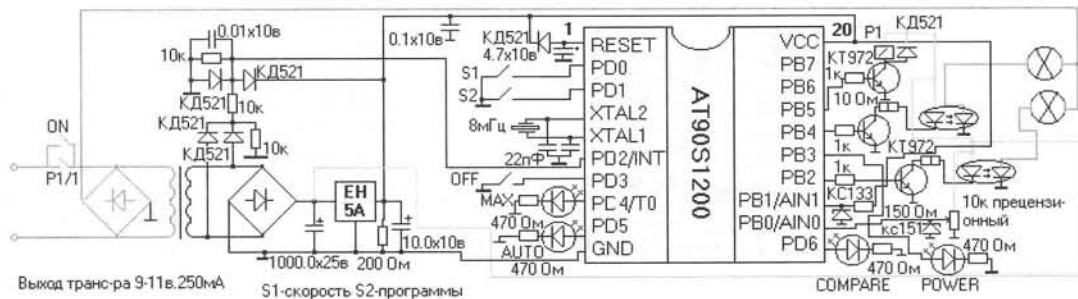 0.01x10в
10к
КД521
КД521
10к
КД521
10к
ON
P1/1
EH
5A
1000.0x25в
200 Ом
10.0x10в
Выход транс-ра 9-11в.250мА
S1-скорость S2-программы
0.1x10в
КД521
4.7x10в
S1
S2
8мГц
22пФ
OFF
MAX
470 Ом
AUTO
470 Ом
1
20
RESET
PD0
PD1
XTAL2
XTAL1
PD2/INT
PD3
PC4/T0
PD5
GND
AT90S1200
VCC
PB7
PB6
PB5
PB4
PB3
PB2
PB1/AIN1
PB0/AIN0
PD6
P1
КД521
КТ972
1к
10 Ом
1к
КТ972
1к
КС133
150 Ом
кс151
10к прецензи-
онный
470 Ом
470 Ом
COMPARE
POWER